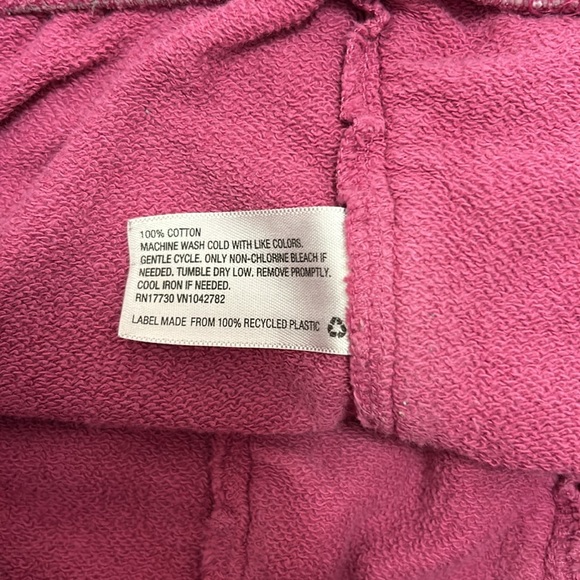 100% COTTON
MACHINE WASH COLD WITH LIKE COLORS.
GENTLE CYCLE. ONLY NON-CHLORINE BLEACH IF
NEEDED. TUMBLE DRY LOW. REMOVE PROMPTLY.
COOL IRON IF NEEDED.
RN17730 VN1042782
LABEL MADE FROM 100% RECYCLED PLASTIC